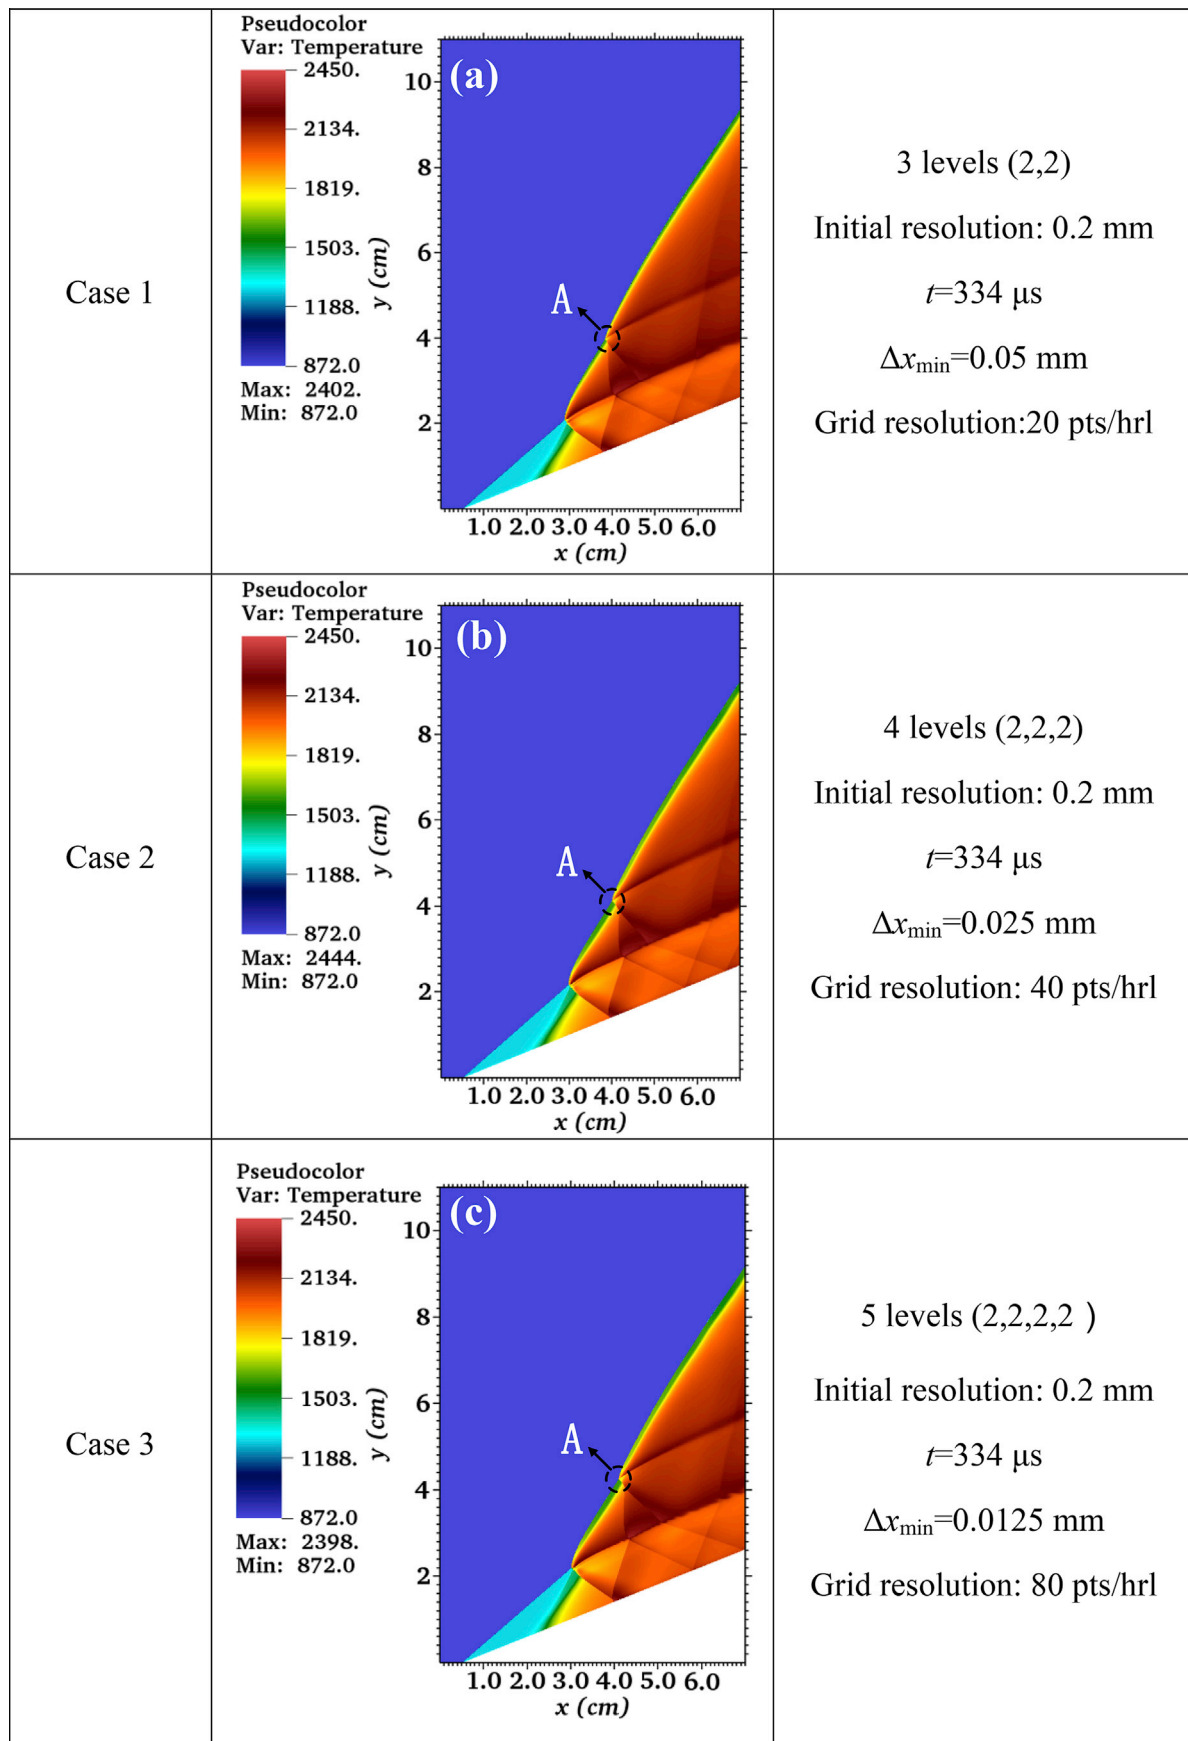 Case 1
Pseudocolor
Var: Temperature
2450.
2134.
1819.
1503.
1188.
872.0
Max: 2402.
Min: 872.0
(a)
10
8
6
4
2
y (cm)
A
1.0 2.0 3.0 4.0 5.0 6.0
x (cm)
3 levels (2,2)
Initial resolution: 0.2 mm
t=334 μs
Δxmin=0.05 mm
Grid resolution:20 pts/hrl
Case 2
Pseudocolor
Var: Temperature
2450.
2134.
1819.
1503.
1188.
872.0
Max: 2444.
Min: 872.0
(b)
10
8
6
4
2
y (cm)
A
1.0 2.0 3.0 4.0 5.0 6.0
x (cm)
4 levels (2,2,2)
Initial resolution: 0.2 mm
t=334 μs
Δxmin=0.025 mm
Grid resolution: 40 pts/hrl
Case 3
Pseudocolor
Var: Temperature
2450.
2134.
1819.
1503.
1188.
872.0
Max: 2398.
Min: 872.0
(c)
10
8
6
4
2
y (cm)
A
1.0 2.0 3.0 4.0 5.0 6.0
x (cm)
5 levels (2,2,2,2 )
Initial resolution: 0.2 mm
t=334 μs
Δxmin=0.0125 mm
Grid resolution: 80 pts/hrl